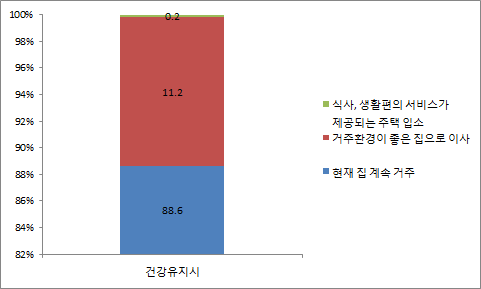 100%
98%
96%
94%
92%
90%
88%
86%
84%
82%
0.2
11.2
88.6
건강유지시
식사, 생활편의 서비스가
제공되는 주택 입소
거주환경이 좋은 집으로 이사
현재 집 계속 거주